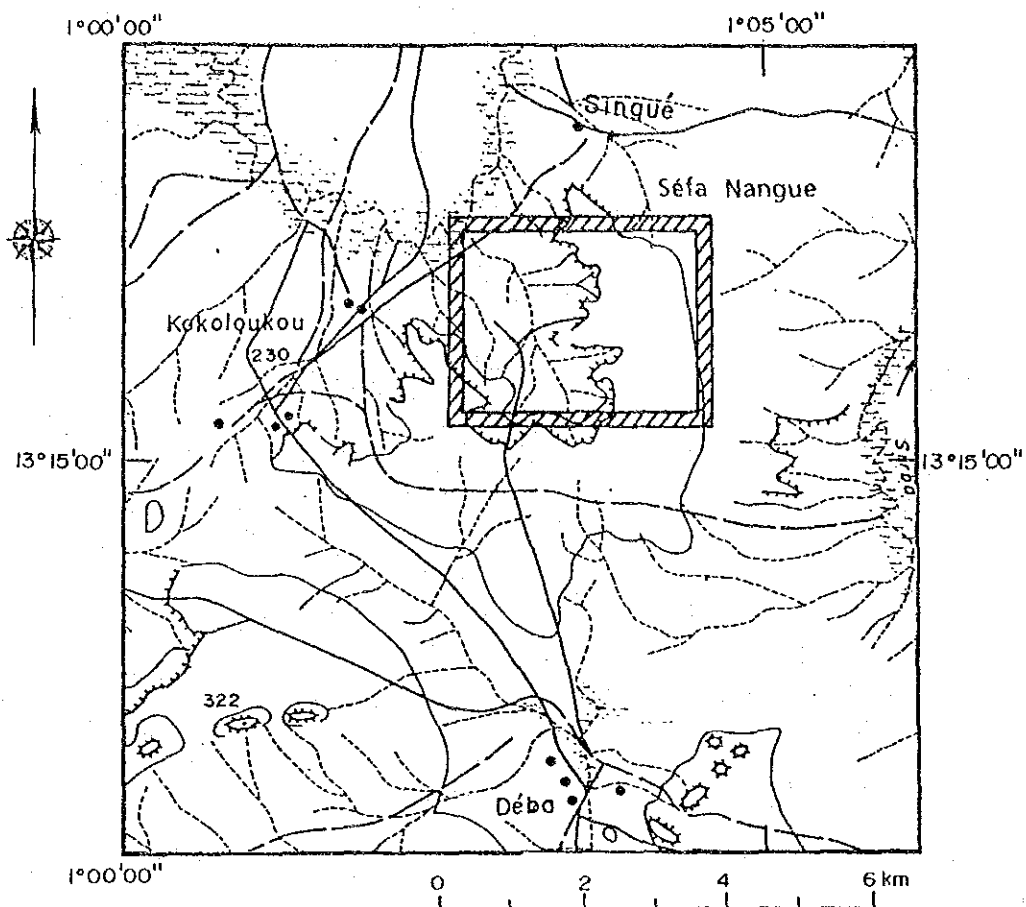 1°00'00"
1°05'00"
Singué
Séfa Nangue
Kokoloukou
230
13°15'00"
13°15'00"
Sirba
322
Déba
1°00'00"
0 2 4 6 km